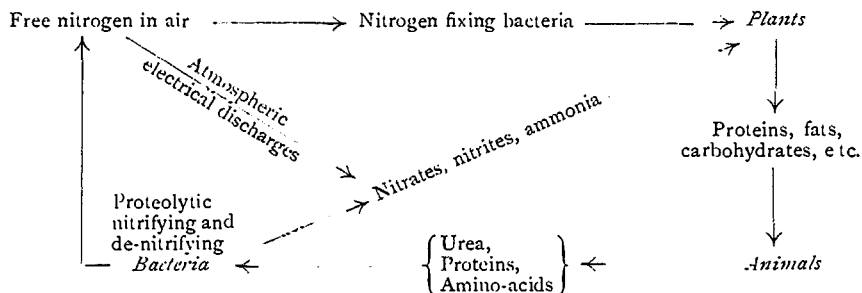 Free nitrogen in air
Nitrogen fixing bacteria
Plants
Atmospheric
electrical discharges
Nitrates, nitrites, ammonia
Proteins, fats,
carbohydrates, etc.
Proteolytic
nitrifying and
de-nitrifying
Bacteria
Urea,
Proteins,
Amino-acids
Animals